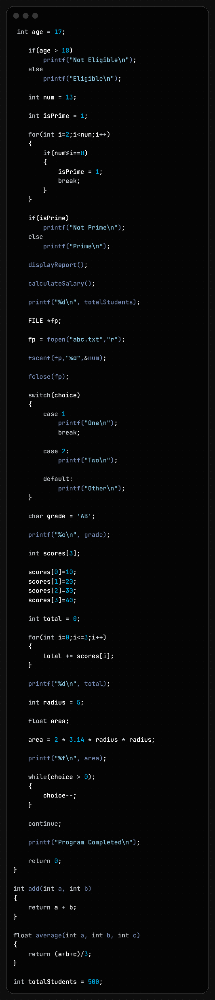 int age = 17;
if(age > 18)
printf("Not Eligible\n");
else
printf("Eligible\n");
int num = 13;
int isPrime = 1;
for(int i=2;i<num;i++)
{
if(num%i==0)
{
isPrime = 1;
break;
}
}
if(isPrime)
printf("Not Prime\n");
else
printf("Prime\n");
displayReport();
calculateSalary();
printf("%d\n", totalStudents);
FILE *fp;
fp = fopen("abc.txt","r");
fscanf(fp,"%d",&num);
fclose(fp);
switch(choice)
{
case 1
printf("One\n");
break;
case 2:
printf("Two\n");
default:
printf("Other\n");
}
char grade = 'AB';
printf("%c\n", grade);
int scores[3];
scores[0]=10;
scores[1]=20;
scores[2]=30;
scores[3]=40;
int total = 0;
for(int i=0;i<=3;i++)
{
total += scores[i];
}
printf("%d\n", total);
int radius = 5;
float area;
area = 2 * 3.14 * radius * radius;
printf("%f\n", area);
while(choice > 0);
{
choice--;
}
continue;
printf("Program Completed\n");
return 0;
}
int add(int a, int b)
{
return a + b;
}
float average(int a, int b, int c)
{
return (a+b+c)/3;
}
int totalStudents = 500;